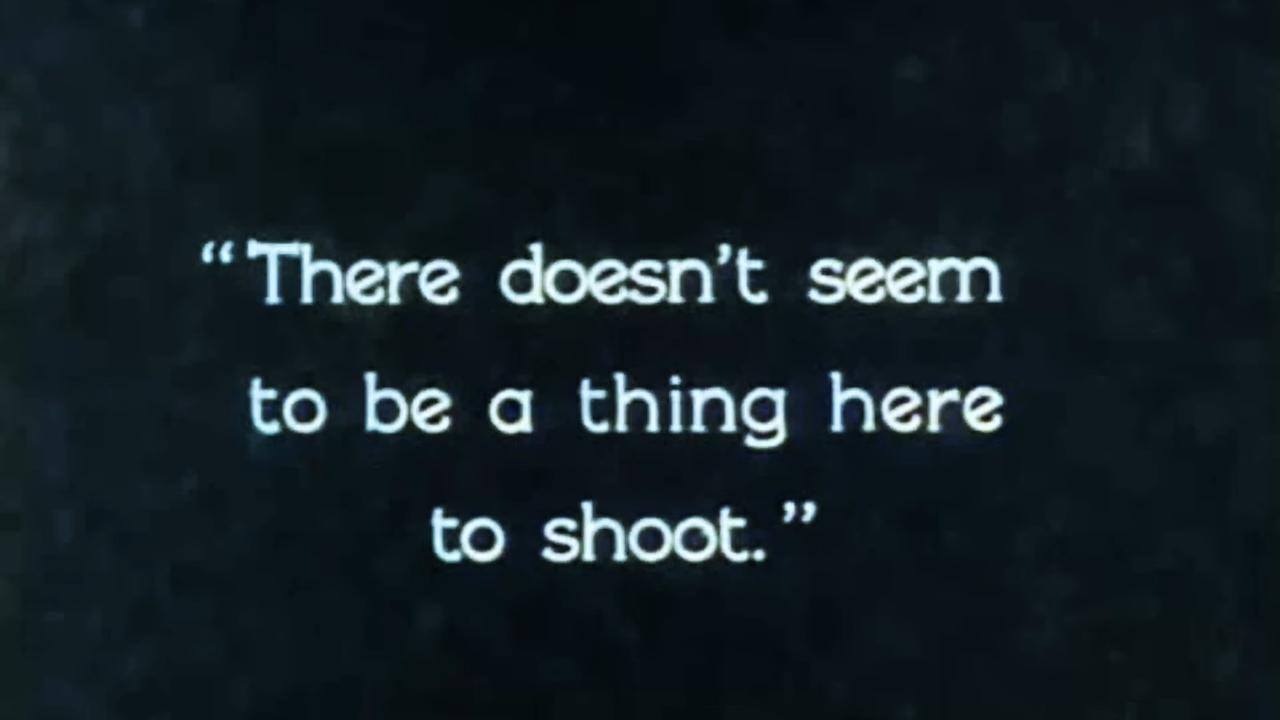 “There doesn’t seem
to be a thing here
to shoot.”